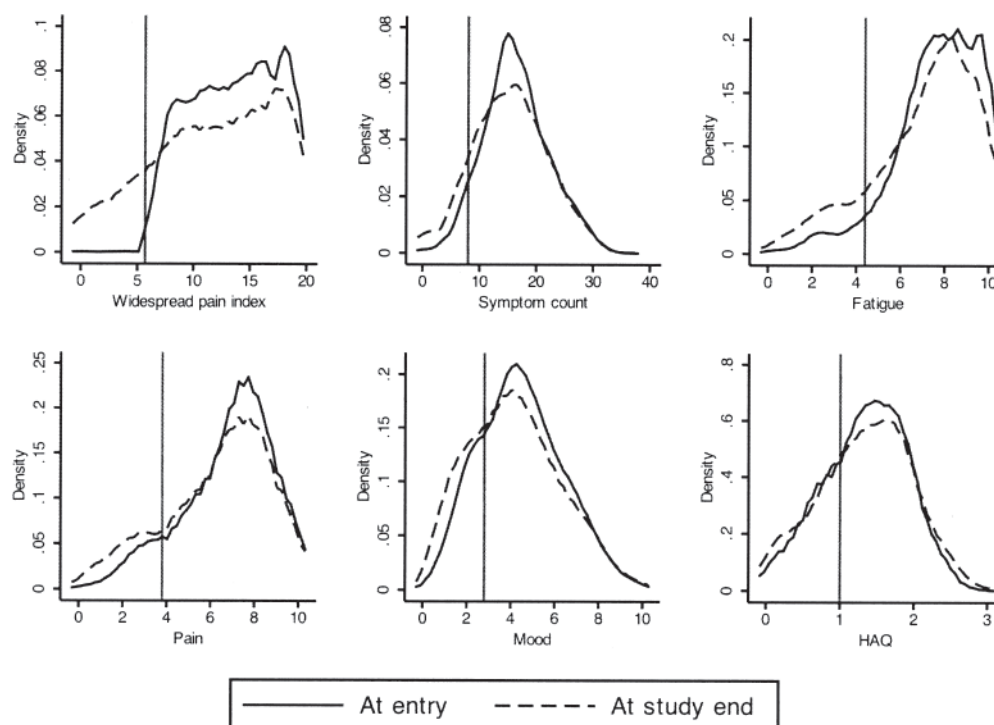 Density
0 .02 .04 .06 .08 .1
0 5 10 15 20
Widespread pain index
Density
0 .02 .04 .06 .08
0 10 20 30 40
Symptom count
Density
0 .05 .1 .15 .2
0 2 4 6 8 10
Fatigue
Density
0 .05 .1 .15 .2 .25
0 2 4 6 8 10
Pain
Density
0 .05 .1 .15 .2
0 2 4 6 8 10
Mood
Density
0 .2 .4 .6 .8
0 1 2 3
HAQ
At entry At study end